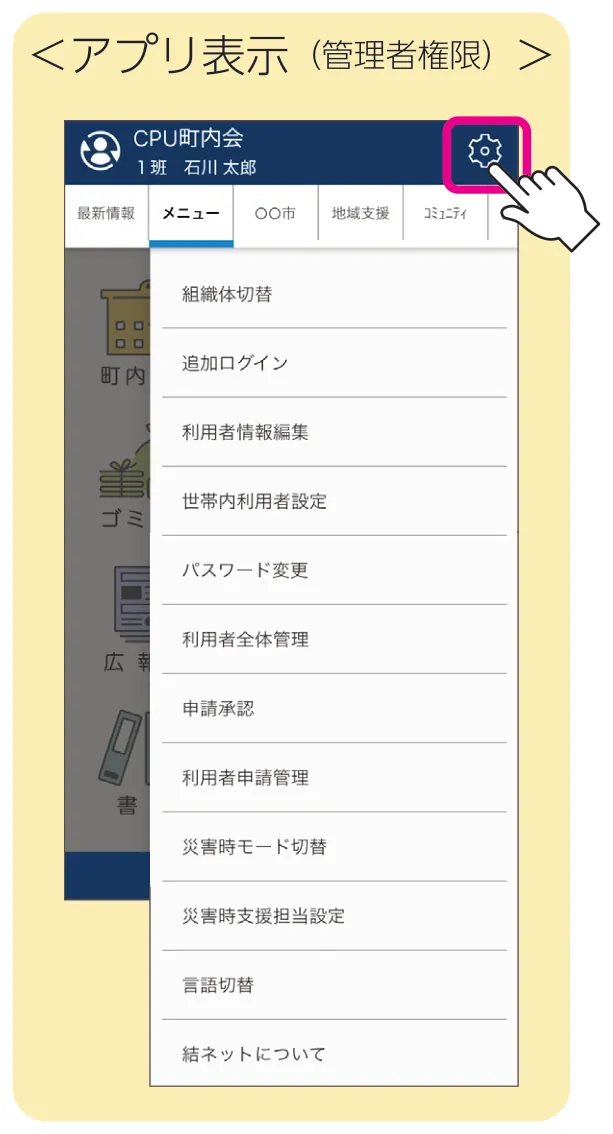 ＜アプリ表示（管理者権限）＞
CPU町内会
1班　石川 太郎
最新情報　メニュー　〇〇市　地域支援　ｺﾐｭﾆﾃｨ
組織体切替
追加ログイン
町内
利用者情報編集
世帯内利用者設定
ゴミ
パスワード変更
利用者全体管理
広 報
申請承認
利用者申請管理
書
災害時モード切替
災害時支援担当設定
言語切替
結ネットについて